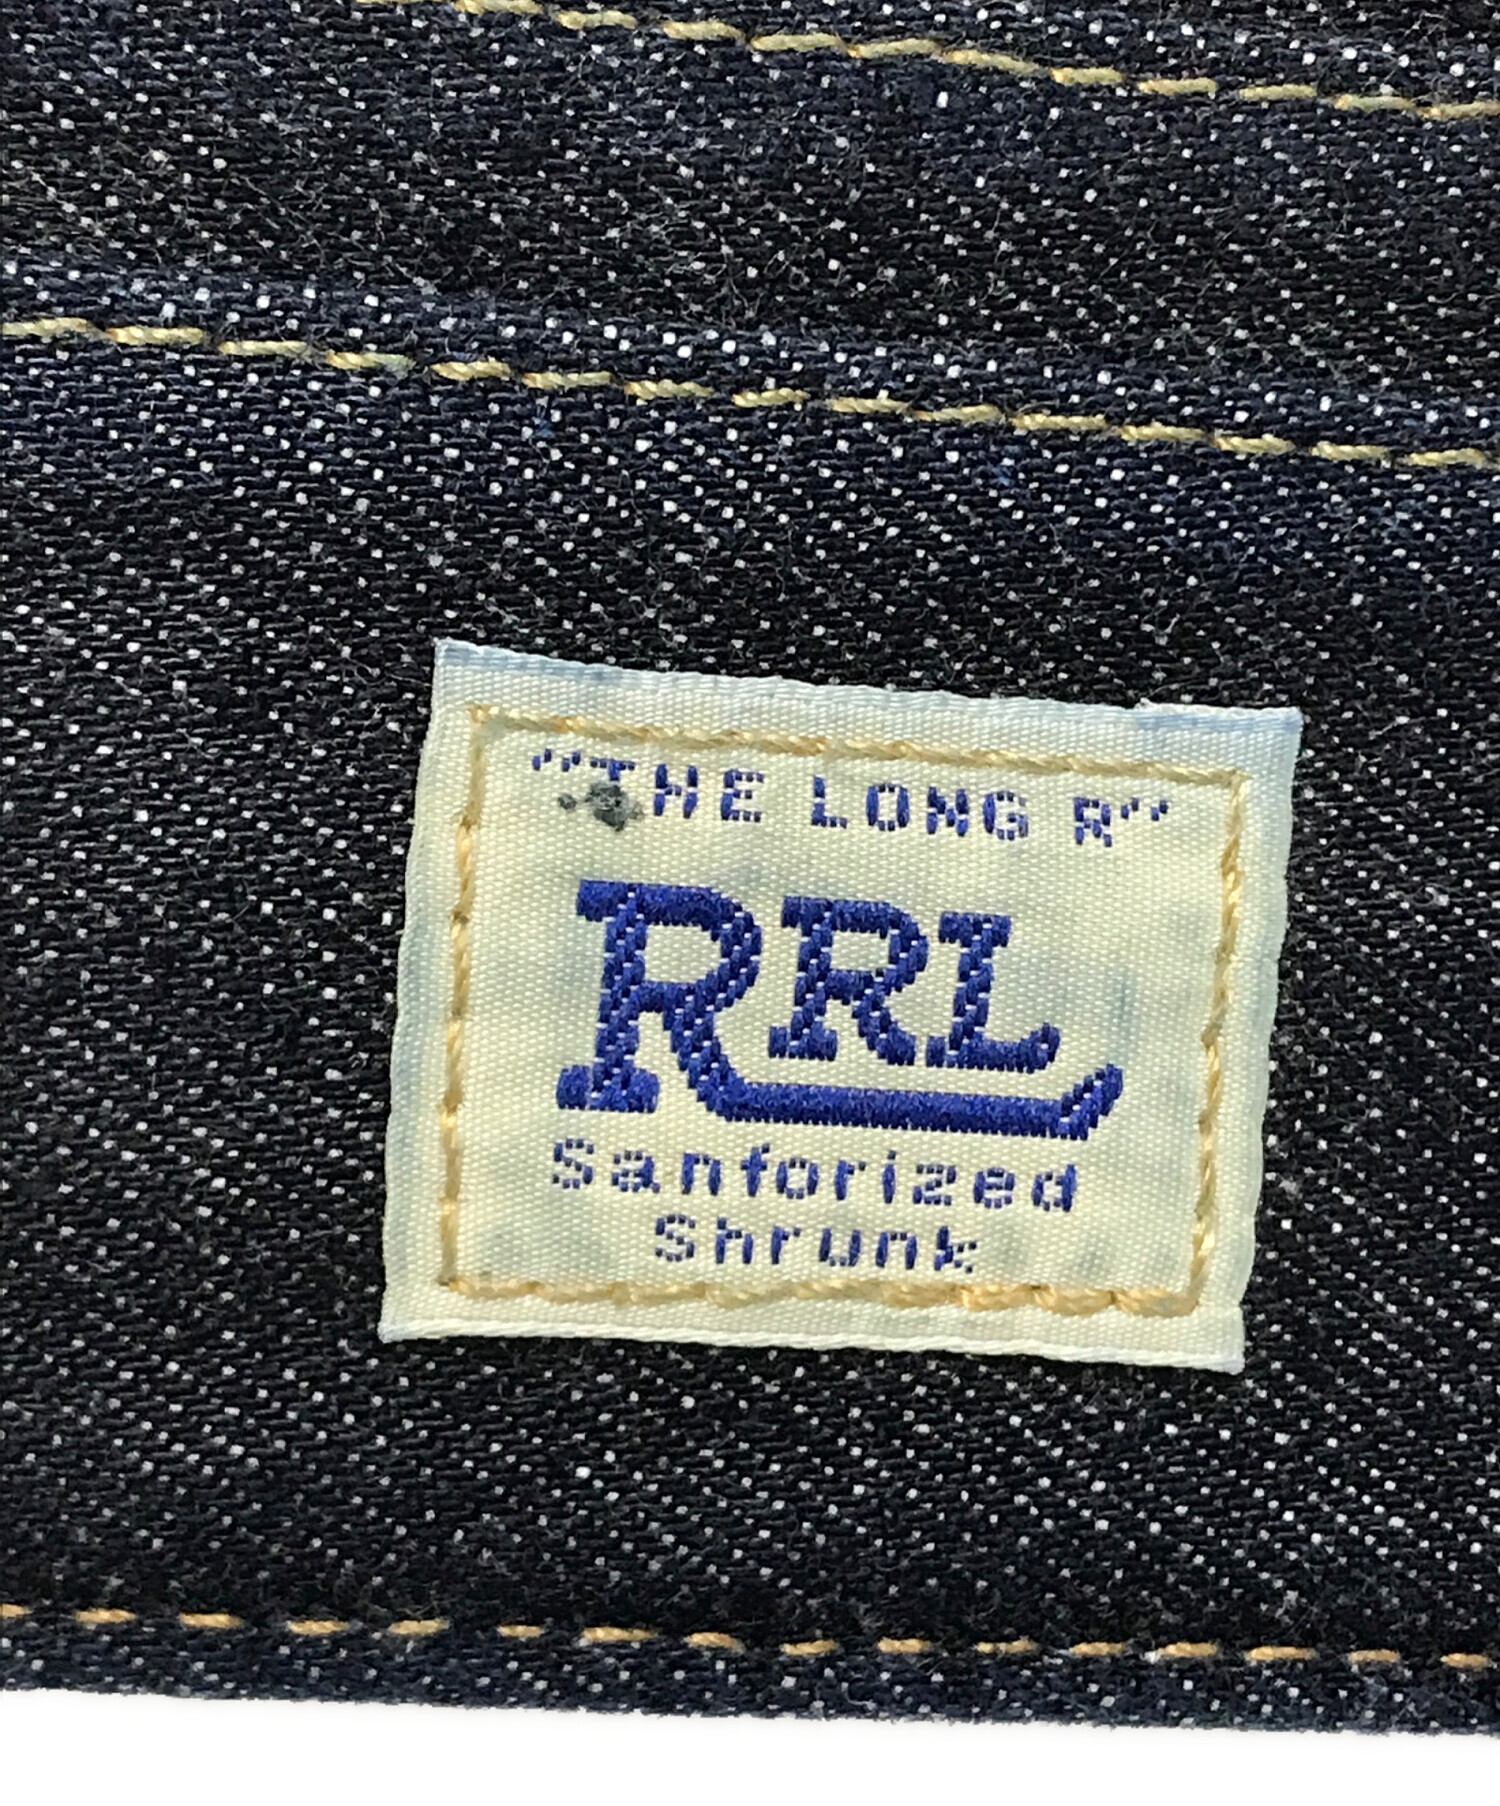 "THE LONG R"
RRL
Sanforized
Shrunk